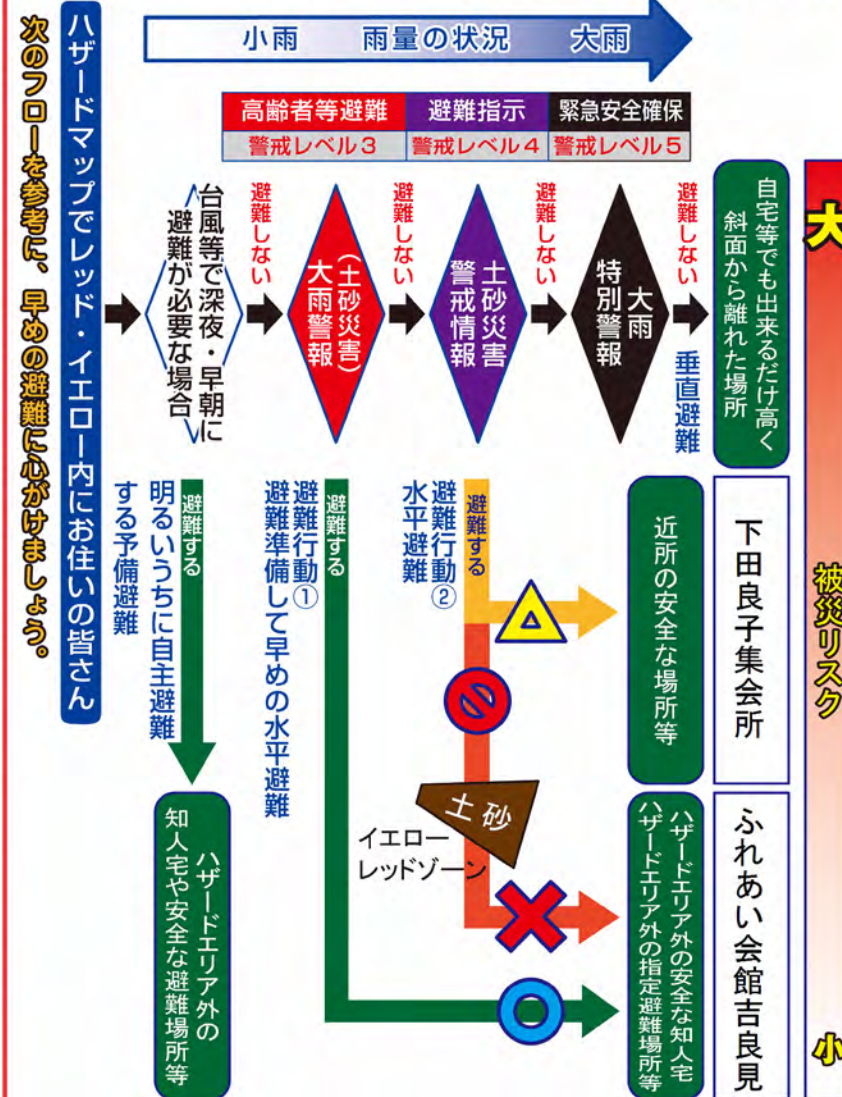 次のフローを参考に、早めの避難に心がけましょう。
ハザードマップでレッド・イエロー内にお住いの皆さん
小雨 雨量の状況 大雨
高齢者等避難 避難指示 緊急安全確保
警戒レベル3 警戒レベル4 警戒レベル5
台風等で深夜・早朝に
避難が必要な場合
避難しない
(土砂災害)
大雨警報
避難しない
土砂災害
警戒情報
避難しない
大雨
特別警報
避難しない
垂直避難
自宅等でも出来るだけ高く
斜面から離れた場所
避難する
明るいうちに自主避難
する予備避難
避難する
避難行動①
避難準備して早めの水平避難
避難する
避難行動②
水平避難
近所の安全な場所等
下田良子集会所
土砂
イエロー
レッドゾーン
ハザードエリア外の
知人宅や安全な避難場所等
ハザードエリア外の安全な知人宅
ハザードエリア外の指定避難場所等
ふれあい会館吉良見
大
被災リスク
小